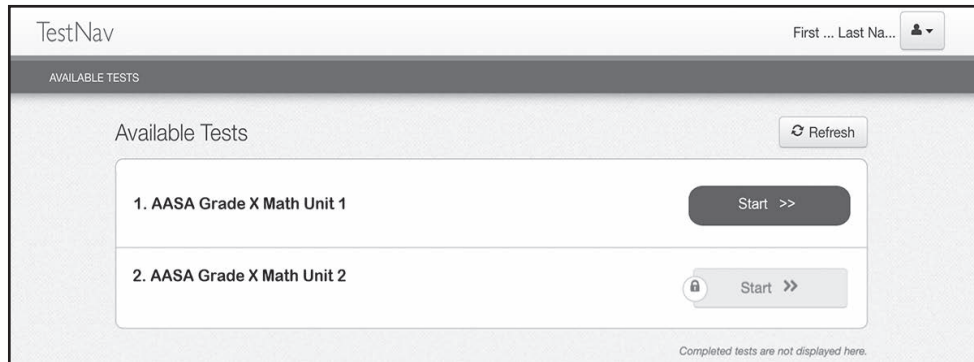 TestNav
First ... Last Na...
AVAILABLE TESTS
Available Tests
Refresh
1. AASA Grade X Math Unit 1
Start >>
2. AASA Grade X Math Unit 2
Start >>
Completed tests are not displayed here.